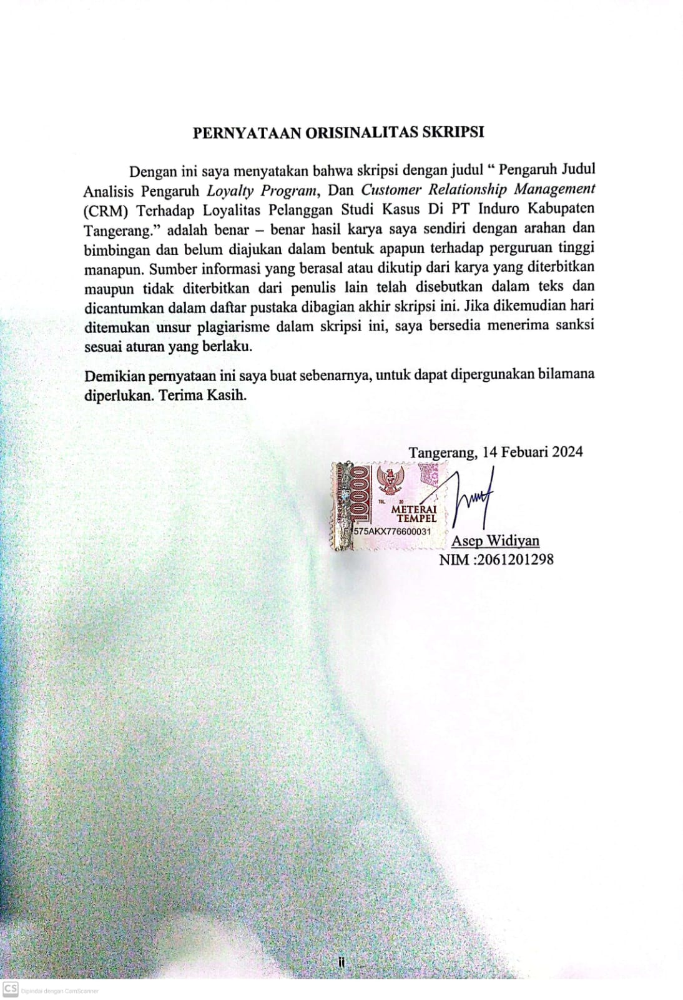 PERNYATAAN ORISINALITAS SKRIPSI
Dengan ini saya menyatakan bahwa skripsi dengan judul “ Pengaruh Judul
Analisis Pengaruh Loyalty Program, Dan Customer Relationship Management
(CRM) Terhadap Loyalitas Pelanggan Studi Kasus Di PT Induro Kabupaten
Tangerang.” adalah benar – benar hasil karya saya sendiri dengan arahan dan
bimbingan dan belum diajukan dalam bentuk apapun terhadap perguruan tinggi
manapun. Sumber informasi yang berasal atau dikutip dari karya yang diterbitkan
maupun tidak diterbitkan dari penulis lain telah disebutkan dalam teks dan
dicantumkan dalam daftar pustaka dibagian akhir skripsi ini. Jika dikemudian hari
ditemukan unsur plagiarisme dalam skripsi ini, saya bersedia menerima sanksi
sesuai aturan yang berlaku.
Demikian pernyataan ini saya buat sebenarnya, untuk dapat dipergunakan bilamana
diperlukan. Terima Kasih.
Tangerang, 14 Febuari 2024
10000
TGL. 20
METERAI
TEMPEL
575AKX776600031
Asep Widiyan
NIM :2061201298
ii
CS Dipindai dengan CamScanner